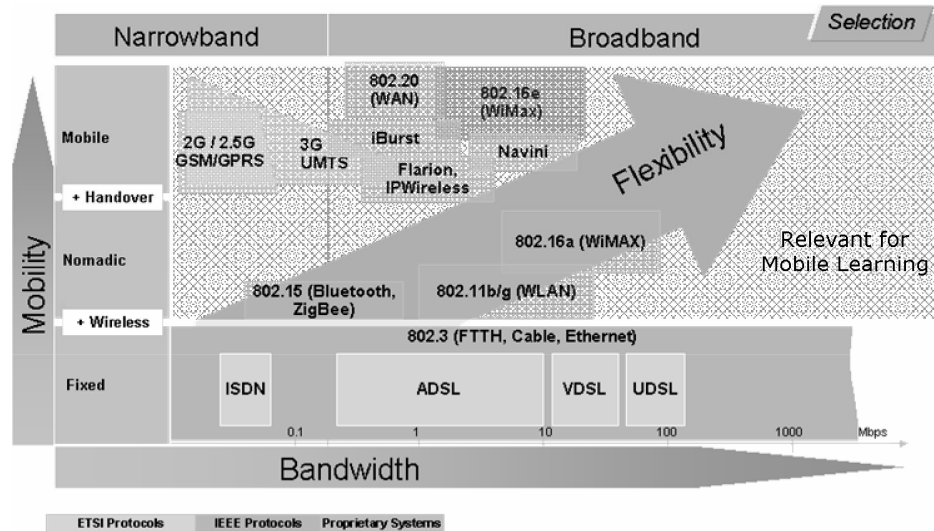 Selection
Narrowband
Broadband
Mobility
Mobile
+ Handover
Nomadic
+ Wireless
Fixed
2G / 2.5G
GSM/GPRS
3G
UMTS
802.20
(WAN)
iBurst
Flarion,
IPWireless
802.16e
(WiMax)
Navini
Flexibility
802.16a (WiMAX)
802.15 (Bluetooth,
ZigBee)
802.11b/g (WLAN)
Relevant for
Mobile Learning
802.3 (FTTH, Cable, Ethernet)
ISDN
ADSL
VDSL
UDSL
0.1
1
10
100
1000
Mbps
Bandwidth
ETSI Protocols
IEEE Protocols
Proprietary Systems